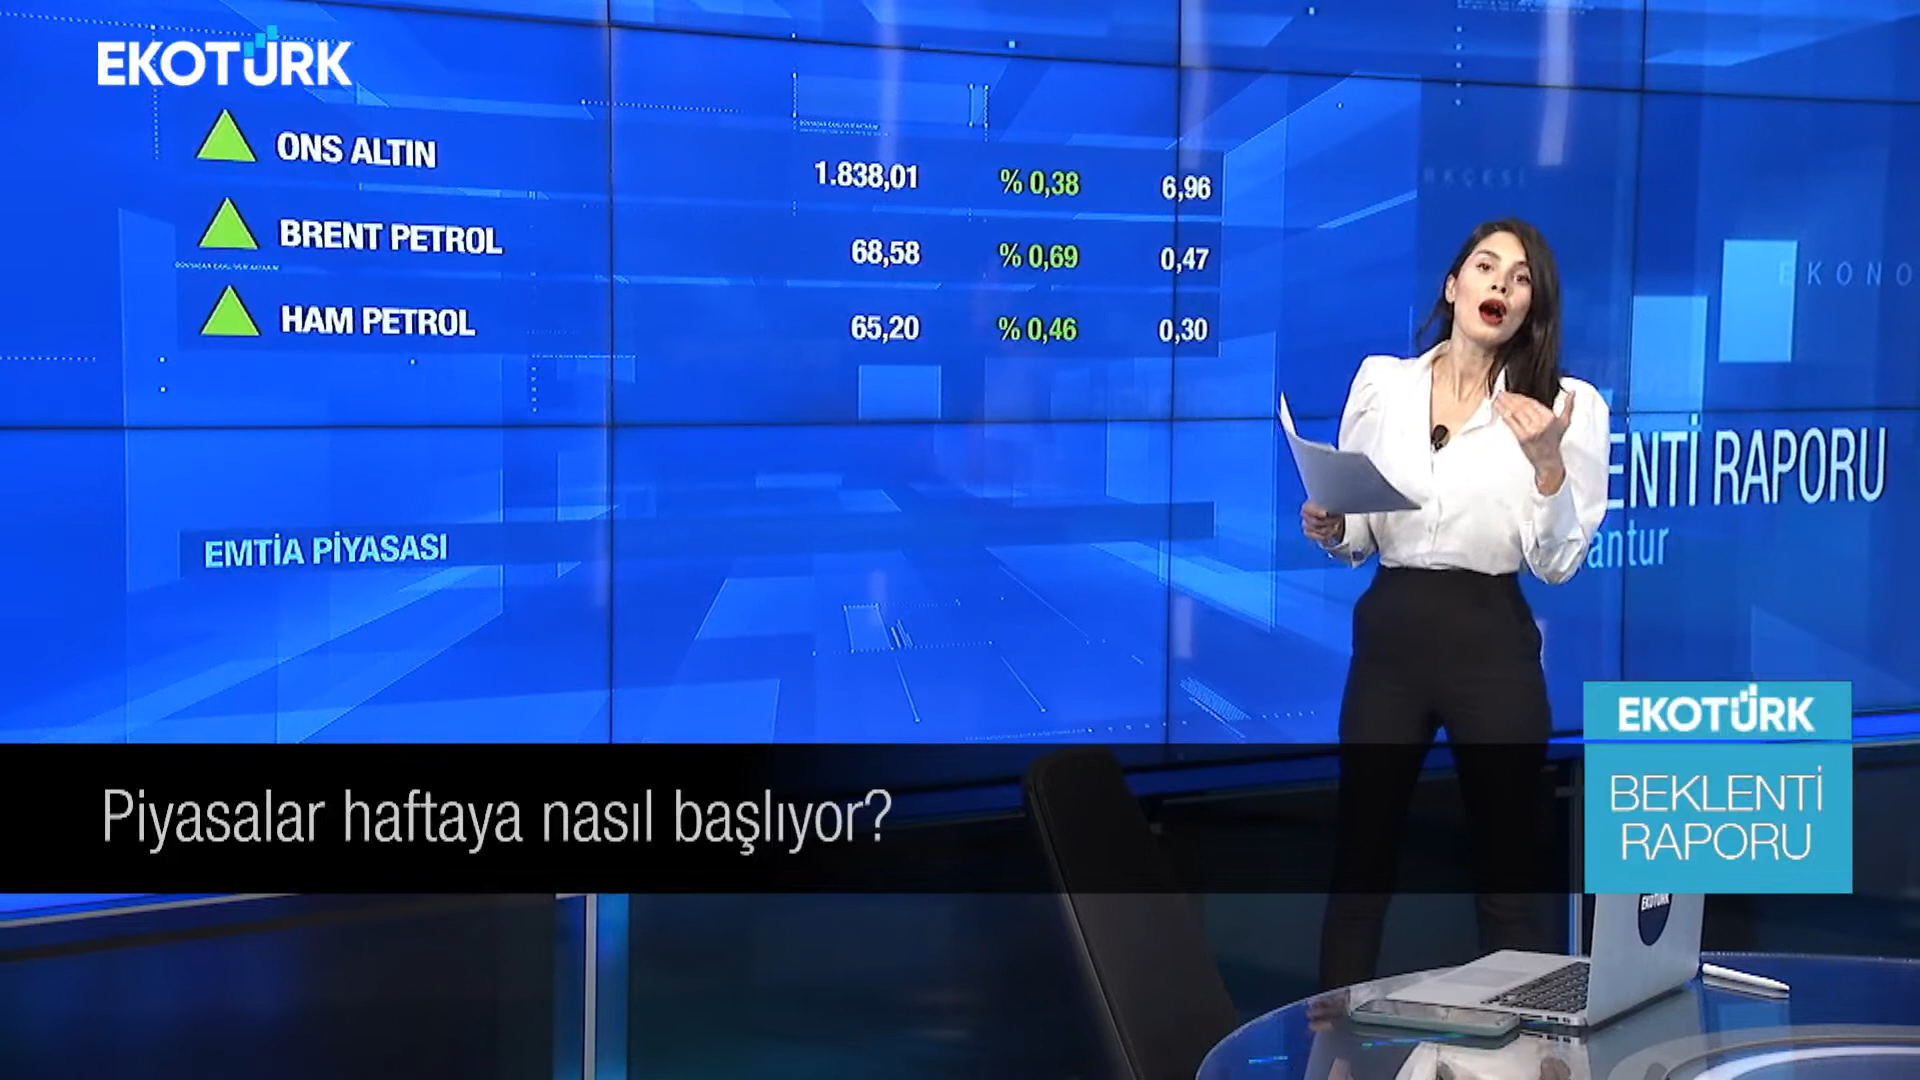 EKOTÜRK
ONS ALTIN 1.838,01 % 0,38 6,96
BRENT PETROL 68,58 % 0,69 0,47
HAM PETROL 65,20 % 0,46 0,30
EMTİA PİYASASI
EKONO
ENTİ RAPORU
antur
EKOTÜRK
BEKLENTİ
RAPORU
Piyasalar haftaya nasıl başlıyor?
EKOTÜRK